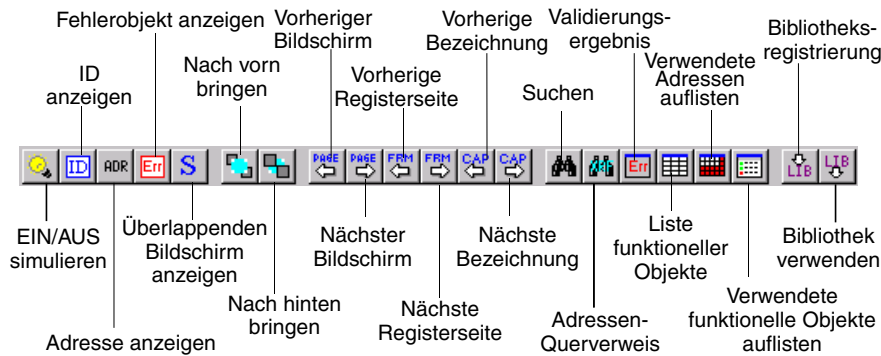 Fehlerobjekt anzeigen
Vorheriger
Bildschirm
Vorherige
Bezeichnung
Validierungs-
ergebnis
Bibliotheks-
registrierung
ID
anzeigen
Nach vorn
bringen
Vorherige
Registerseite
Suchen
Verwendete
Adressen
auflisten
ID
ADR
Err
S
PAGE
PAGE
FRM
FRM
CAP
CAP
Err
LIB
LIB
EIN/AUS
simulieren
Überlappenden
Bildschirm
anzeigen
Nächster
Bildschirm
Nächste
Bezeichnung
Liste
funktioneller
Objekte
Bibliothek
verwenden
Adresse anzeigen
Nach hinten
bringen
Nächste
Registerseite
Adressen-
Querverweis
Verwendete
funktionelle Objekte
auflisten